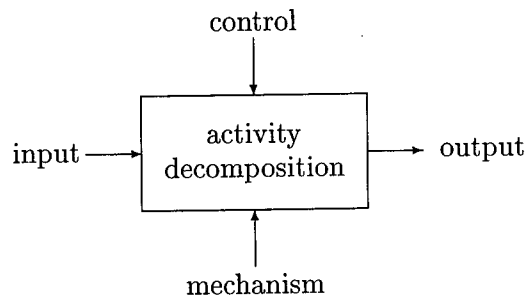 control
input
activity
decomposition
output
mechanism